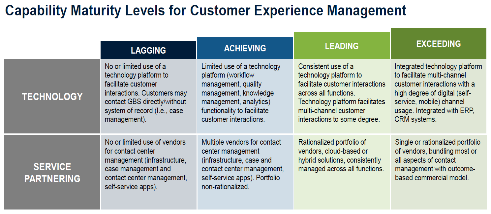 Capability Maturity Levels for Customer Experience Management
LAGGING
ACHIEVING
LEADING
EXCEEDING
TECHNOLOGY
No or limited use of a
technology platform to
facilitate customer
interactions. Customers may
contact GBS directly/without
system of record (i.e., case
management).
Limited use of a technology
platform (workflow
management, quality
management, knowledge
management, analytics)
functionality to facilitate
customer interactions.
Consistent use of a
technology platform to
facilitate customer interactions
across all functions.
Technology platform facilitates
multi-channel customer
interactions to some degree.
Integrated technology platform
to facilitate multi-channel
customer interactions with a
high degree of digital (self-
service, mobile) channel
usage. Integrated with ERP,
CRM systems.
SERVICE
PARTNERING
No or limited use of vendors
for contact center
management (infrastructure,
case management and
contact center management,
self-service apps).
Multiple vendors for contact
center management
(infrastructure, case and
contact center management,
self-service apps). Portfolio
non-rationalized.
Rationalized portfolio of
vendors, cloud-based or
hybrid solutions, consistently
managed across all functions.
Single or rationalized portfolio
of vendors, bundling most or
all aspects of contact
management with outcome-
based commercial model.